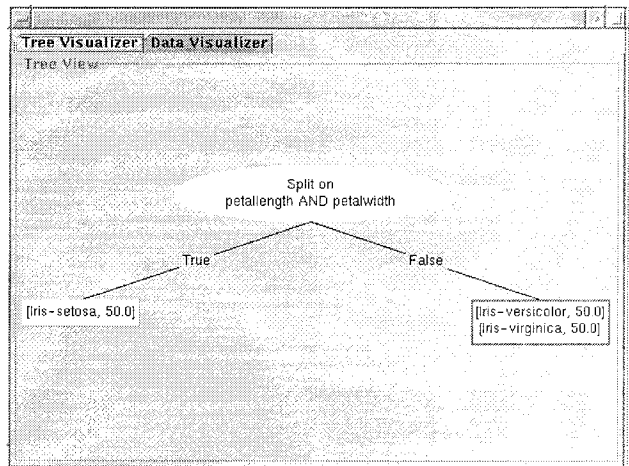 Tree Visualizer Data Visualizer
Tree View
Split on
petallength AND petalwidth
True False
[Iris-setosa, 50.0]
[Iris-versicolor, 50.0]
[Iris-virginica, 50.0]